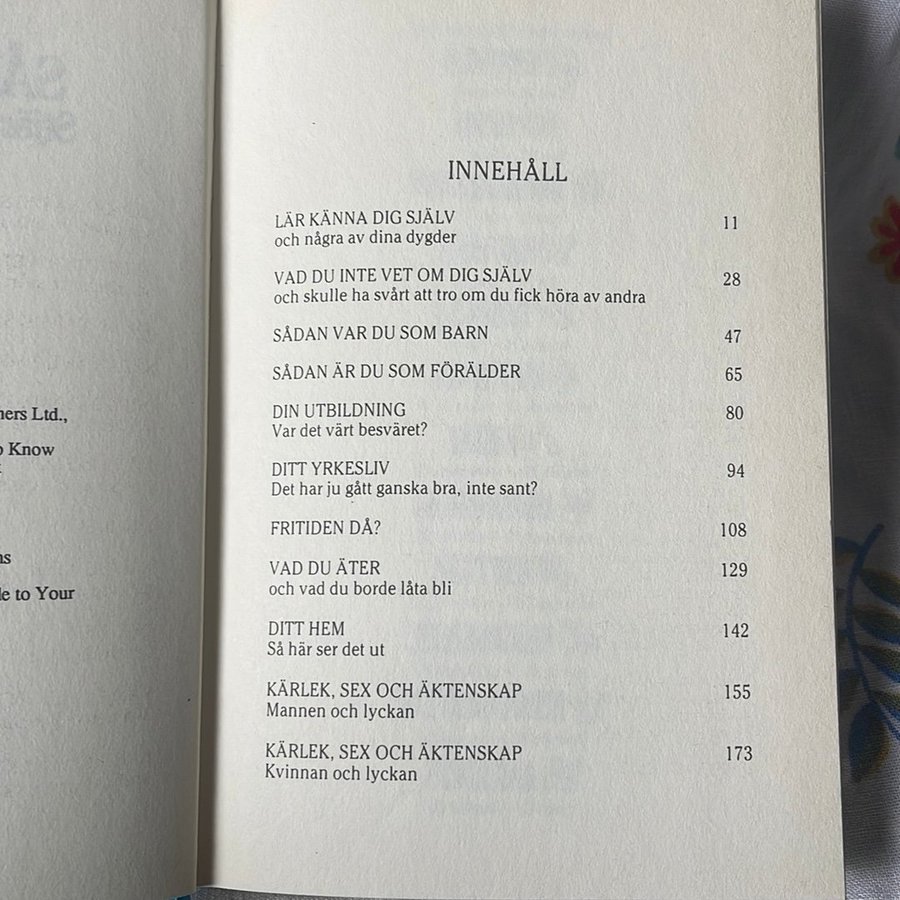 Ltd.,
Know
to Your
INNEHÅLL
LÄR KÄNNA DIG SJÄLV 11
och några av dina dygder
VAD DU INTE VET OM DIG SJÄLV 28
och skulle ha svårt att tro om du fick höra av andra
SÅDAN VAR DU SOM BARN 47
SÅDAN ÄR DU SOM FÖRÄLDER 65
DIN UTBILDNING 80
Var det värt besväret?
DITT YRKESLIV 94
Det har ju gått ganska bra, inte sant?
FRITIDEN DÅ? 108
VAD DU ÄTER 129
och vad du borde låta bli
DITT HEM 142
Så här ser det ut
KÄRLEK, SEX OCH ÄKTENSKAP 155
Mannen och lyckan
KÄRLEK, SEX OCH ÄKTENSKAP 173
Kvinnan och lyckan